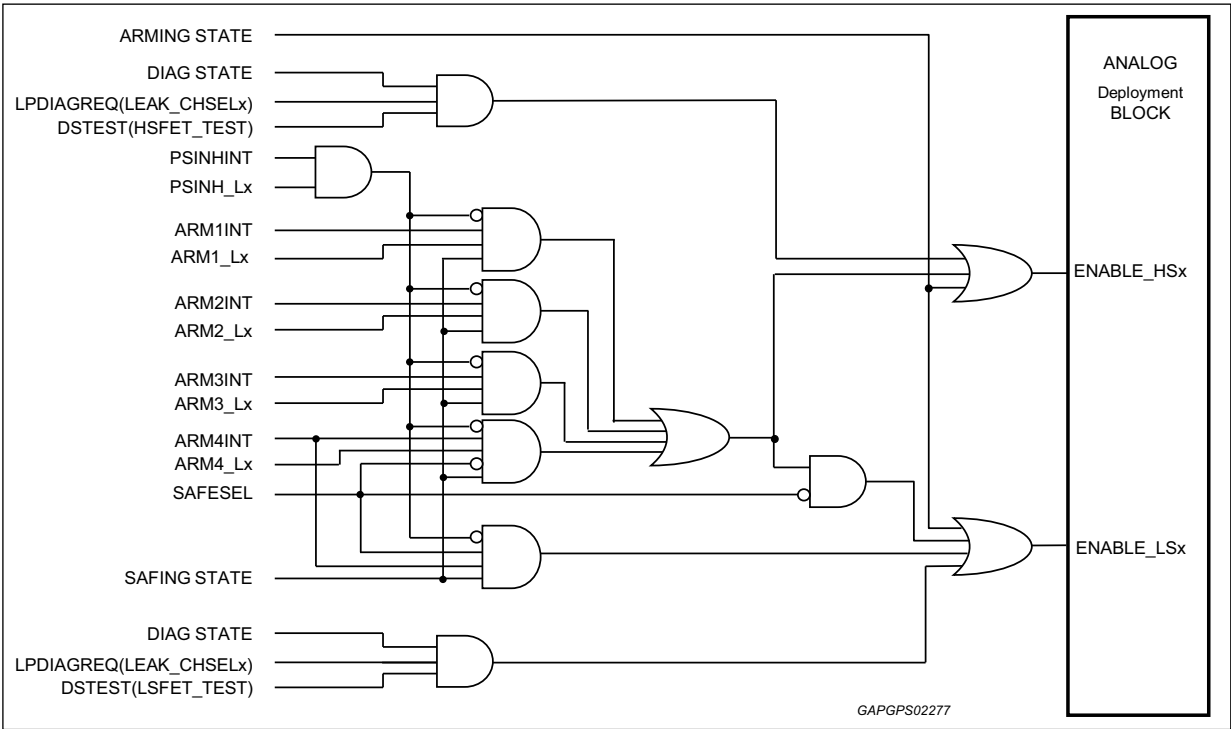 ARMING STATE
DIAG STATE
LPDIAGREQ(LEAK_CHSELx)
DSTEST(HSFET_TEST)
PSINHINT
PSINH_Lx
ARM1INT
ARM1_Lx
ARM2INT
ARM2_Lx
ARM3INT
ARM3_Lx
ARM4INT
ARM4_Lx
SAFESEL
SAFING STATE
DIAG STATE
LPDIAGREQ(LEAK_CHSELx)
DSTEST(LSFET_TEST)
ANALOG
Deployment
BLOCK
ENABLE_HSx
ENABLE_LSx
GAPGPS02277